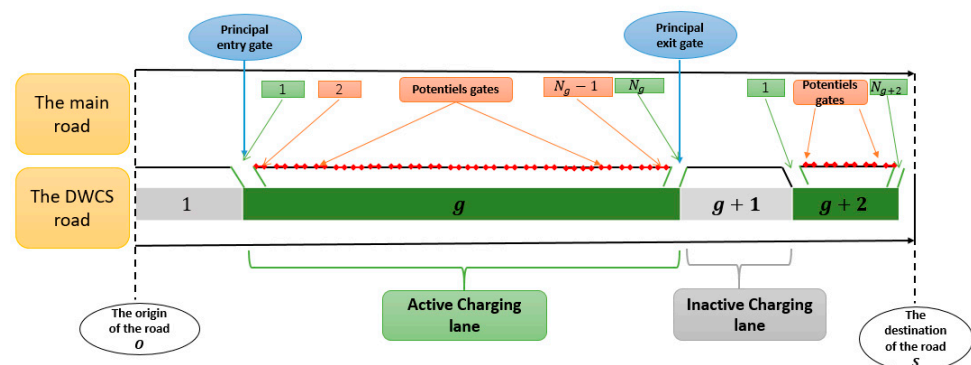 Principal
entry gate
Principal
exit gate
The main
road
1
2
Potentiels gates
N_g − 1
N_g
1
Potentiels
gates
N_{g+2}
The DWCS
road
1
g
g + 1
g + 2
Active Charging
lane
Inactive Charging
lane
The origin
of the road
O
The
destination
of the road
S